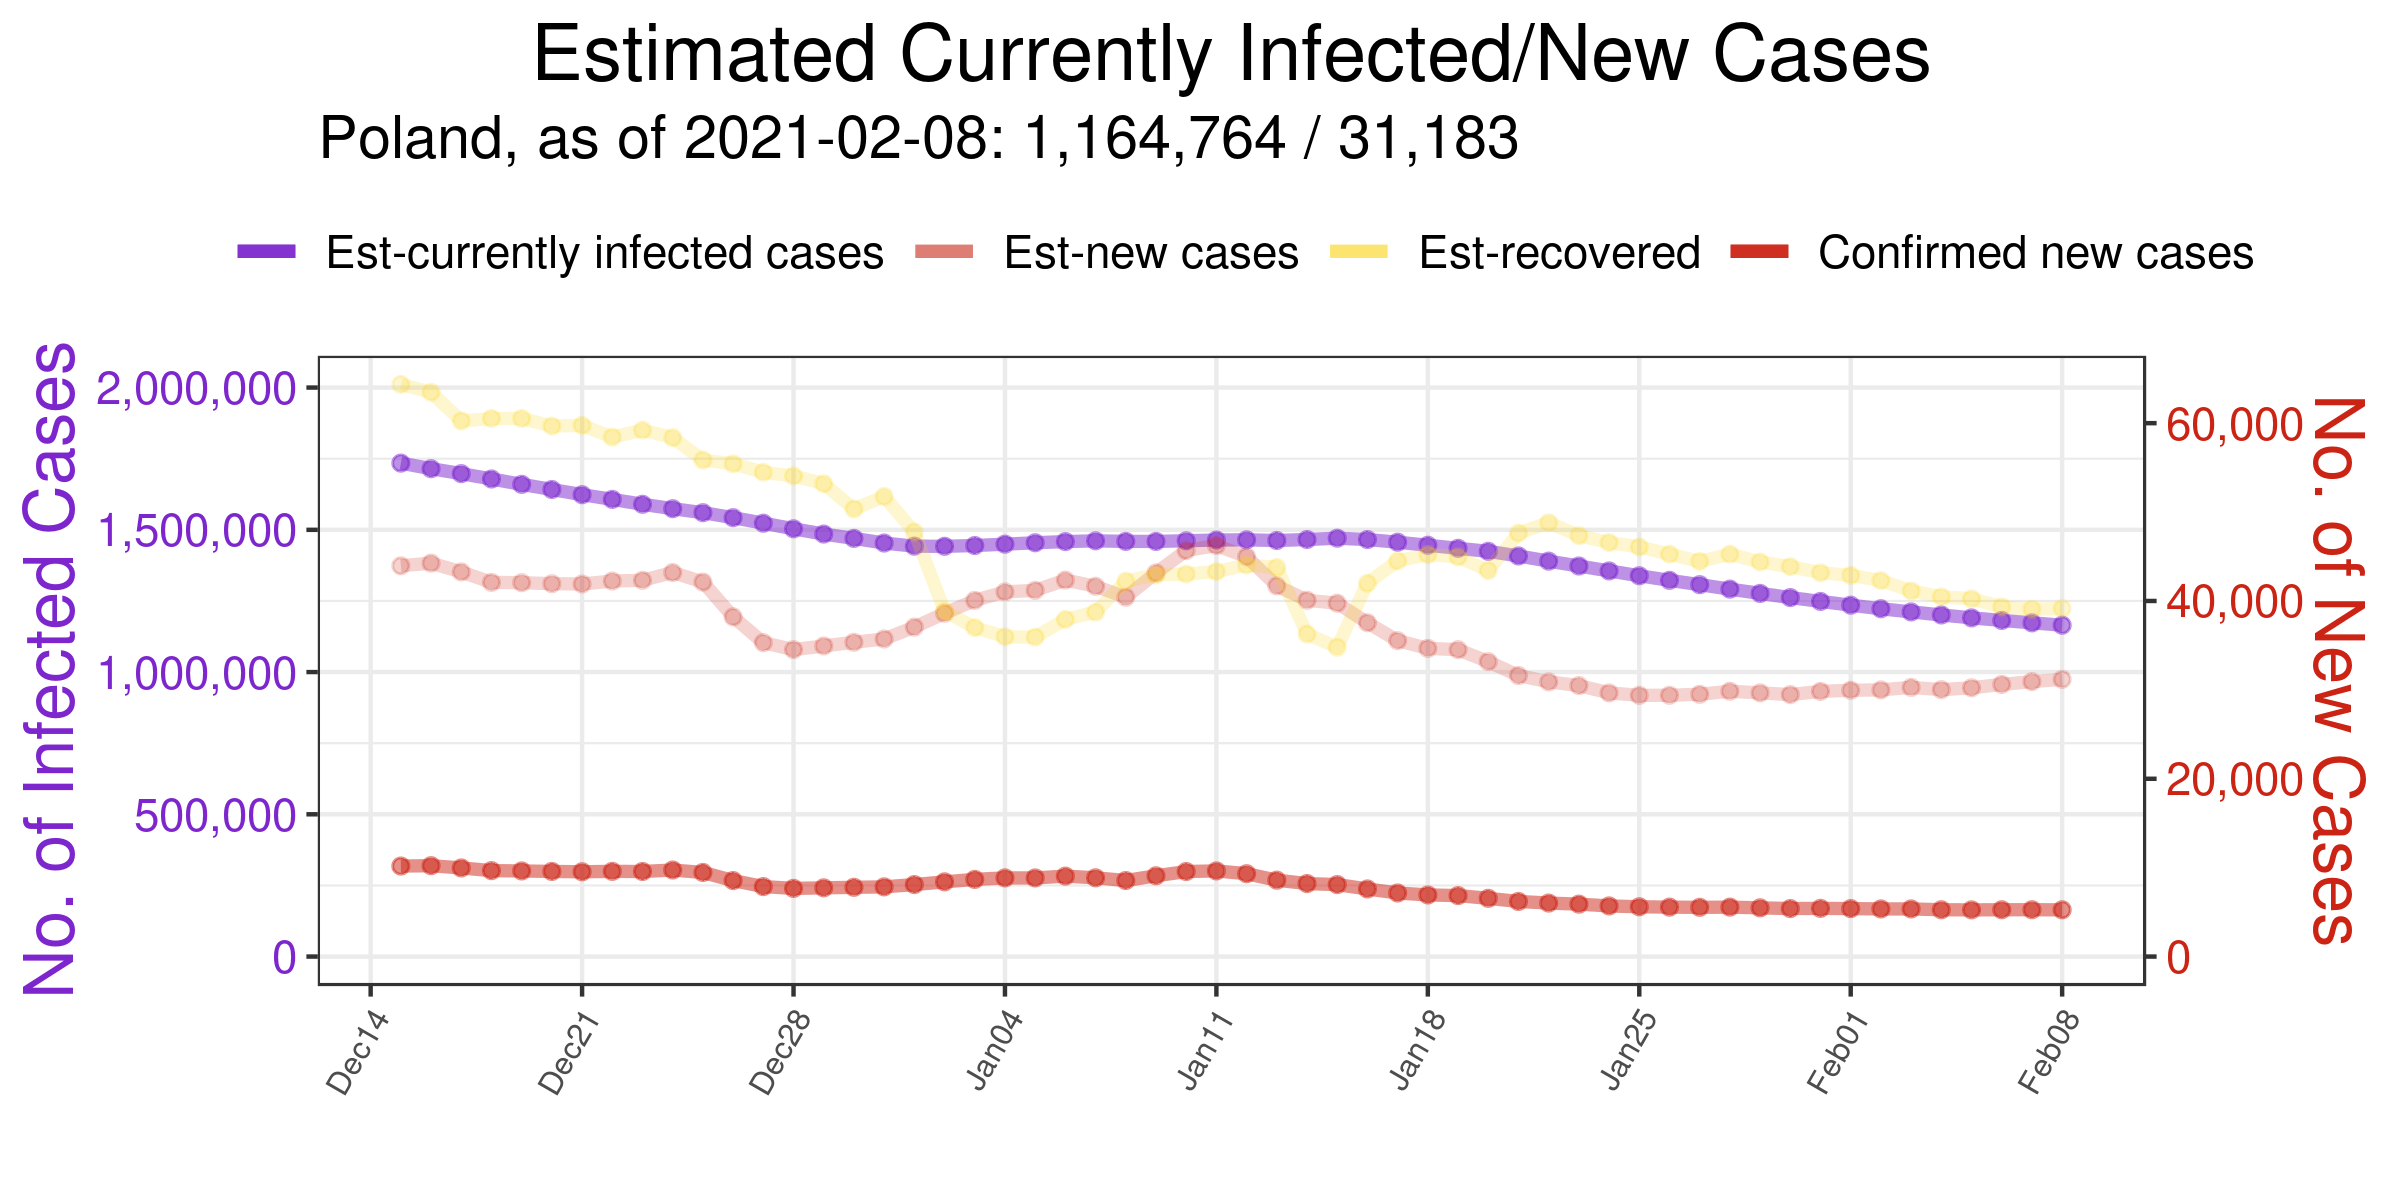 Estimated Currently Infected/New Cases
Poland, as of 2021-02-08: 1,164,764 / 31,183
Est-currently infected cases Est-new cases Est-recovered Confirmed new cases
No. of Infected Cases
2,000,000
1,500,000
1,000,000
500,000
0
60,000
40,000
20,000
0
No. of New Cases
Dec14 Dec21 Dec28 Jan04 Jan11 Jan18 Jan25 Feb01 Feb08